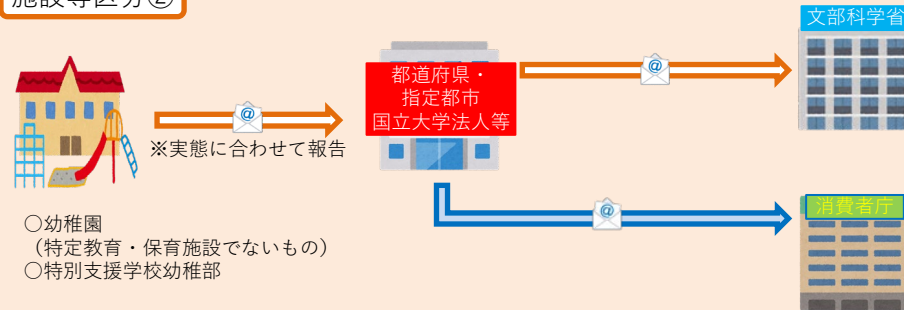 施設等区分②
文部科学省
都道府県・
指定都市
国立大学法人等
※実態に合わせて報告
消費者庁
○幼稚園
（特定教育・保育施設でないもの）
○特別支援学校幼稚部